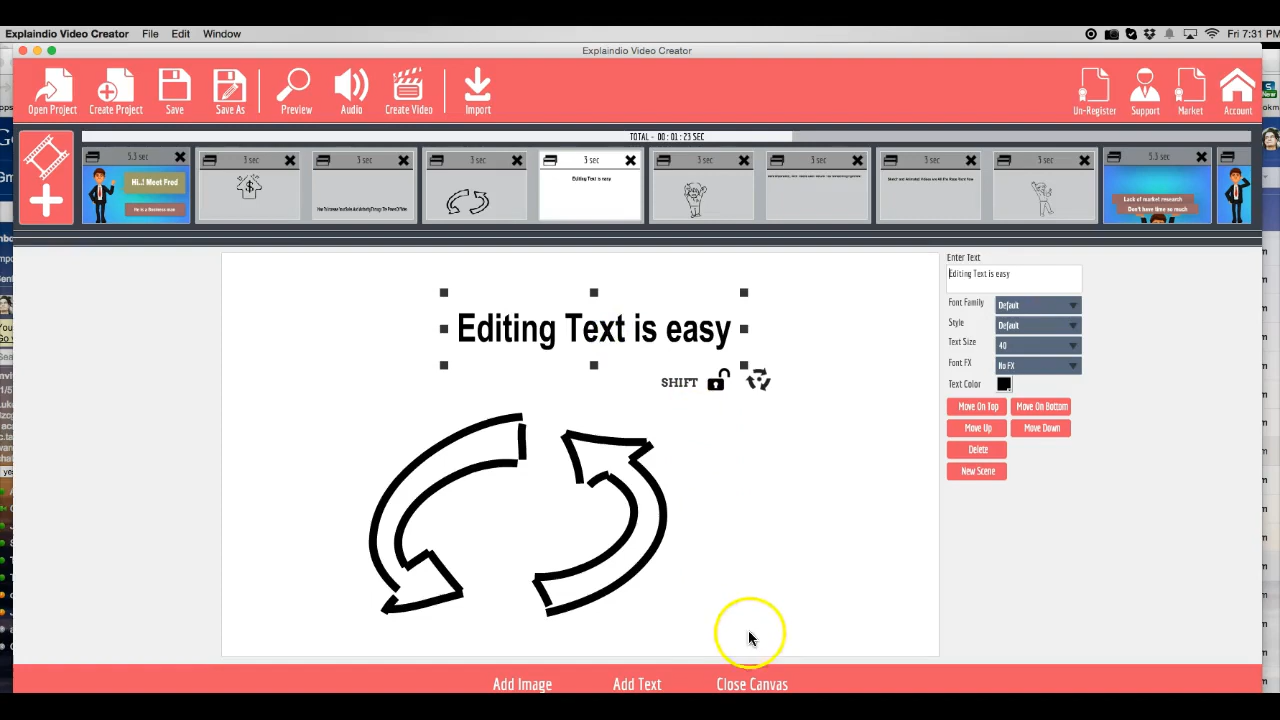 Explaindio Video Creator File Edit Window Fri 7:31
Explaindio Video Creator
Open Project Create Project Save Save As Preview Audio Create Video Import Un-Register Support Market Account
TOTAL - 00 : 01 : 23 SEC
5.3 sec 3 sec 3 sec 3 sec 3 sec 3 sec 3 sec 3 sec 3 sec 5.3 sec
Hi..! Meet Fred
He is a Business man
Editing Text is easy
Lack of market research
Don't have time so much
Enter Text
Editing Text is easy
Font Family Default
Style Default
Text Size 40
Font FX No FX
Text Color
Move On Top Move On Bottom
Move Up Move Down
Delete
New Scene
Editing Text is easy
SHIFT
Add Image Add Text Close Canvas